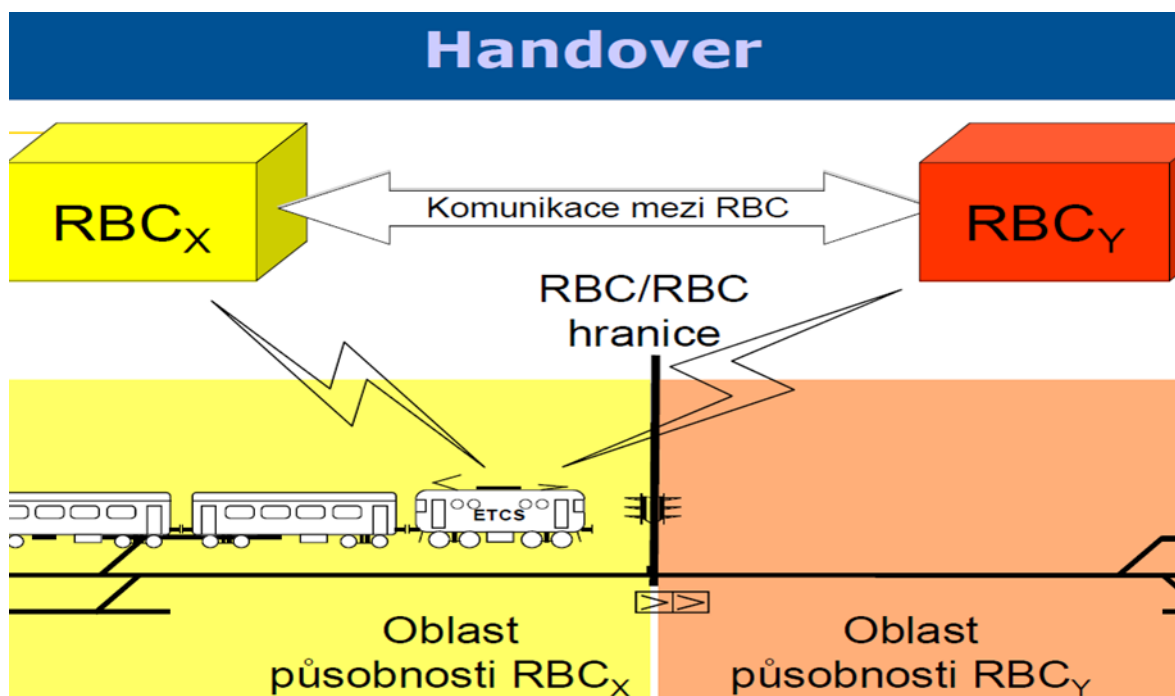 Handover
RBCX
Komunikace mezi RBC
RBCY
RBC/RBC
hranice
ETCS
Oblast
působnosti RBCX
Oblast
působnosti RBCY